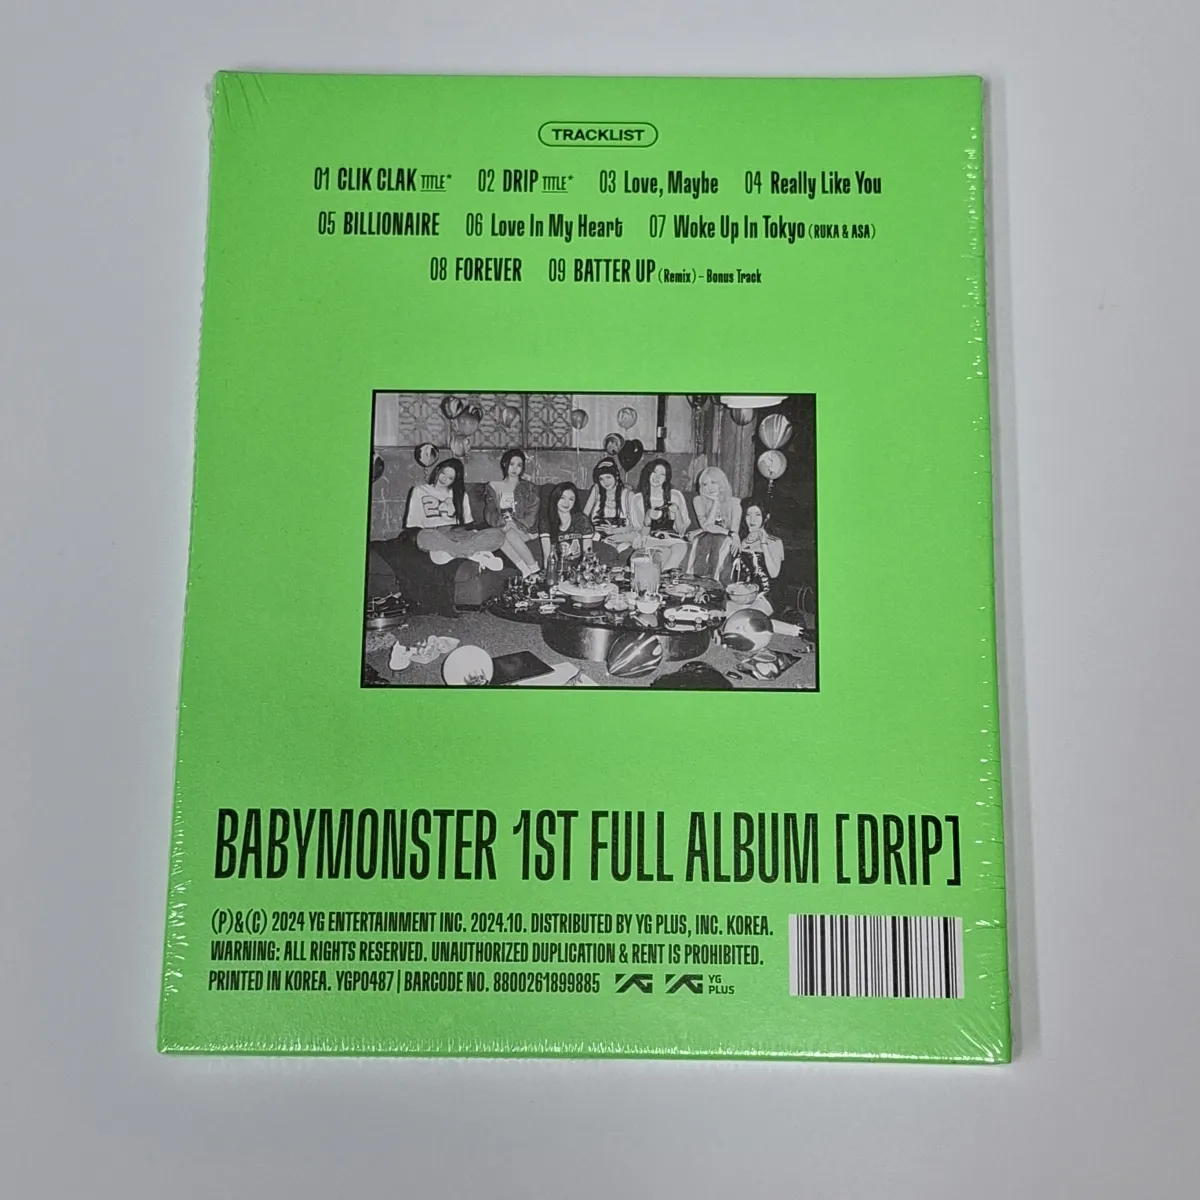 TRACKLIST
01 CLIK CLAK TITLE* 02 DRIP TITLE* 03 Love, Maybe 04 Really Like You
05 BILLIONAIRE 06 Love In My Heart 07 Woke Up In Tokyo (RUKA & ASA)
08 FOREVER 09 BATTER UP (Remix) - Bonus Track
BABYMONSTER 1ST FULL ALBUM [DRIP]
(P)&(C) 2024 YG ENTERTAINMENT INC. 2024.10. DISTRIBUTED BY YG PLUS, INC. KOREA.
WARNING: ALL RIGHTS RESERVED. UNAUTHORIZED DUPLICATION & RENT IS PROHIBITED.
PRINTED IN KOREA. YGP0487 | BARCODE NO. 8800261899885 YG YG YG PLUS